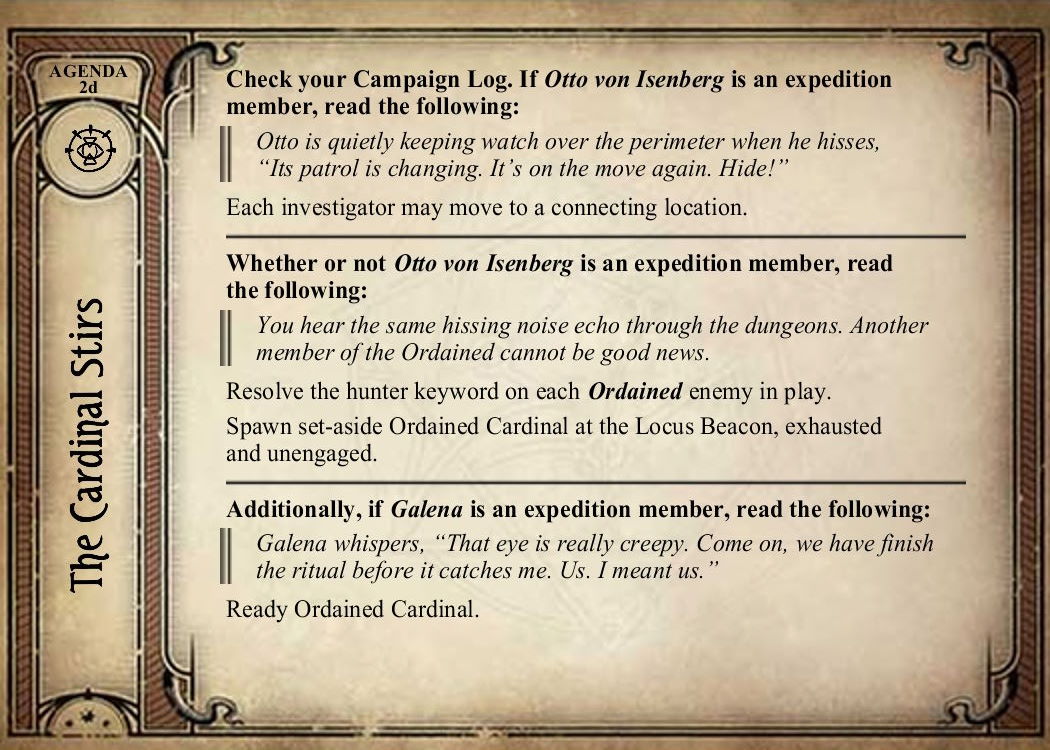 AGENDA
2d
The Cardinal Stirs
Check your Campaign Log. If Otto von Isenberg is an expedition
member, read the following:
Otto is quietly keeping watch over the perimeter when he hisses,
“Its patrol is changing. It’s on the move again. Hide!”
Each investigator may move to a connecting location.
Whether or not Otto von Isenberg is an expedition member, read
the following:
You hear the same hissing noise echo through the dungeons. Another
member of the Ordained cannot be good news.
Resolve the hunter keyword on each Ordained enemy in play.
Spawn set-aside Ordained Cardinal at the Locus Beacon, exhausted
and unengaged.
Additionally, if Galena is an expedition member, read the following:
Galena whispers, “That eye is really creepy. Come on, we have finish
the ritual before it catches me. Us. I meant us.”
Ready Ordained Cardinal.